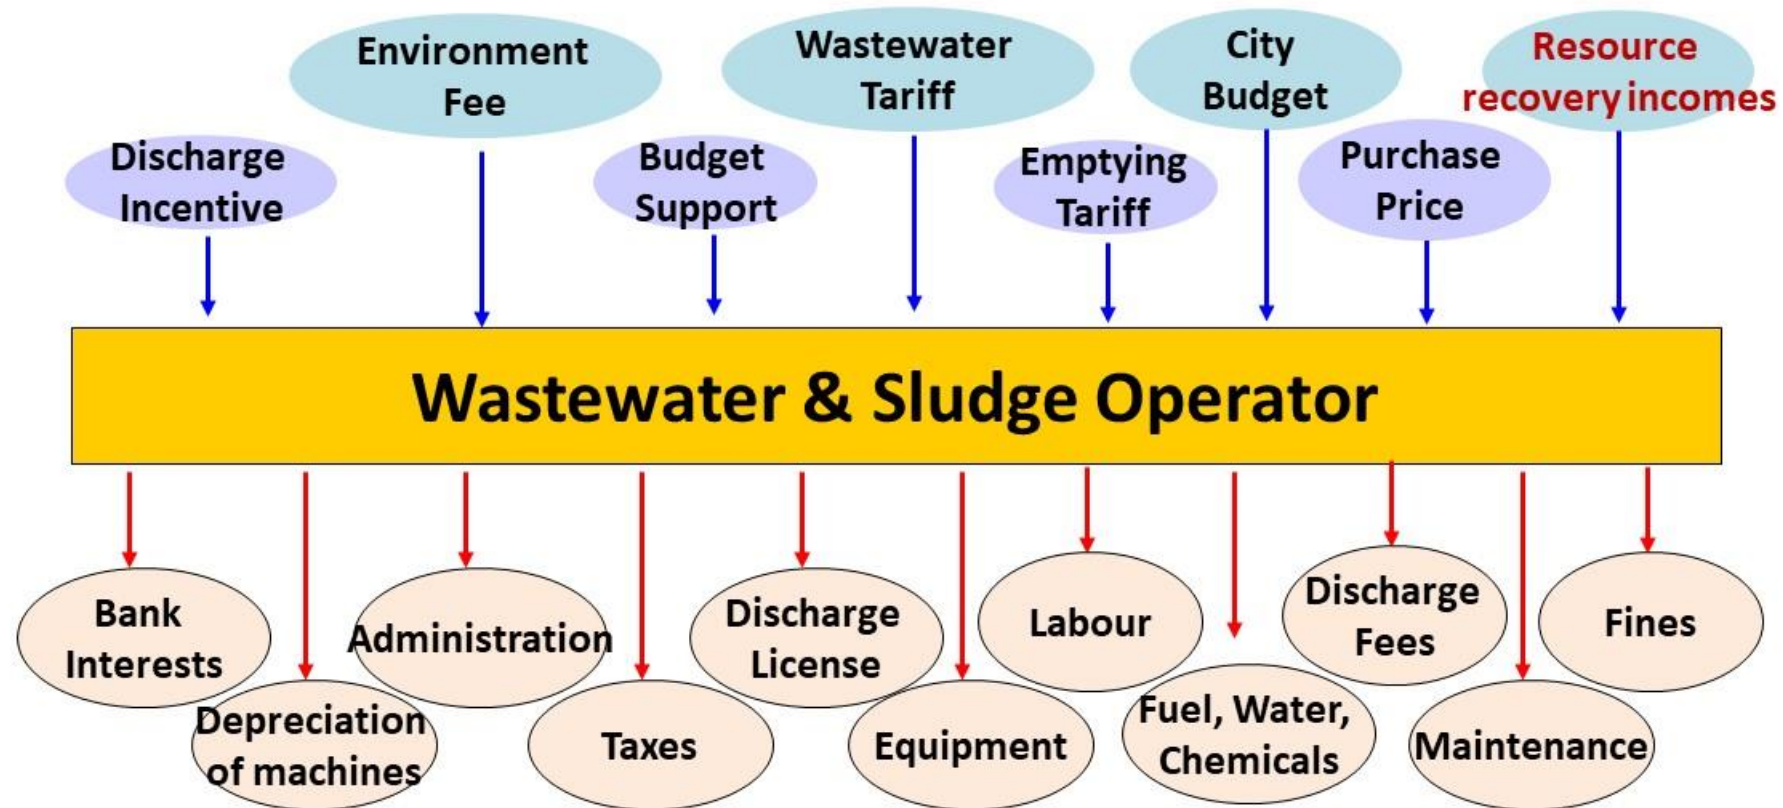 Environment
Fee
Wastewater
Tariff
City
Budget
Resource
recovery incomes
Discharge
Incentive
Budget
Support
Emptying
Tariff
Purchase
Price
Wastewater & Sludge Operator
Bank
Interests
Administration
Discharge
License
Labour
Discharge
Fees
Fines
Depreciation
of machines
Taxes
Equipment
Fuel, Water,
Chemicals
Maintenance